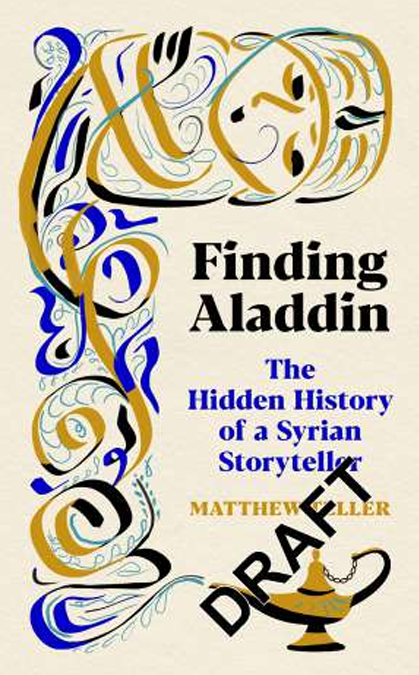 Finding
Aladdin
The
Hidden History
of a Syrian
Storyteller
MATTHEW TELLER
DRAFT